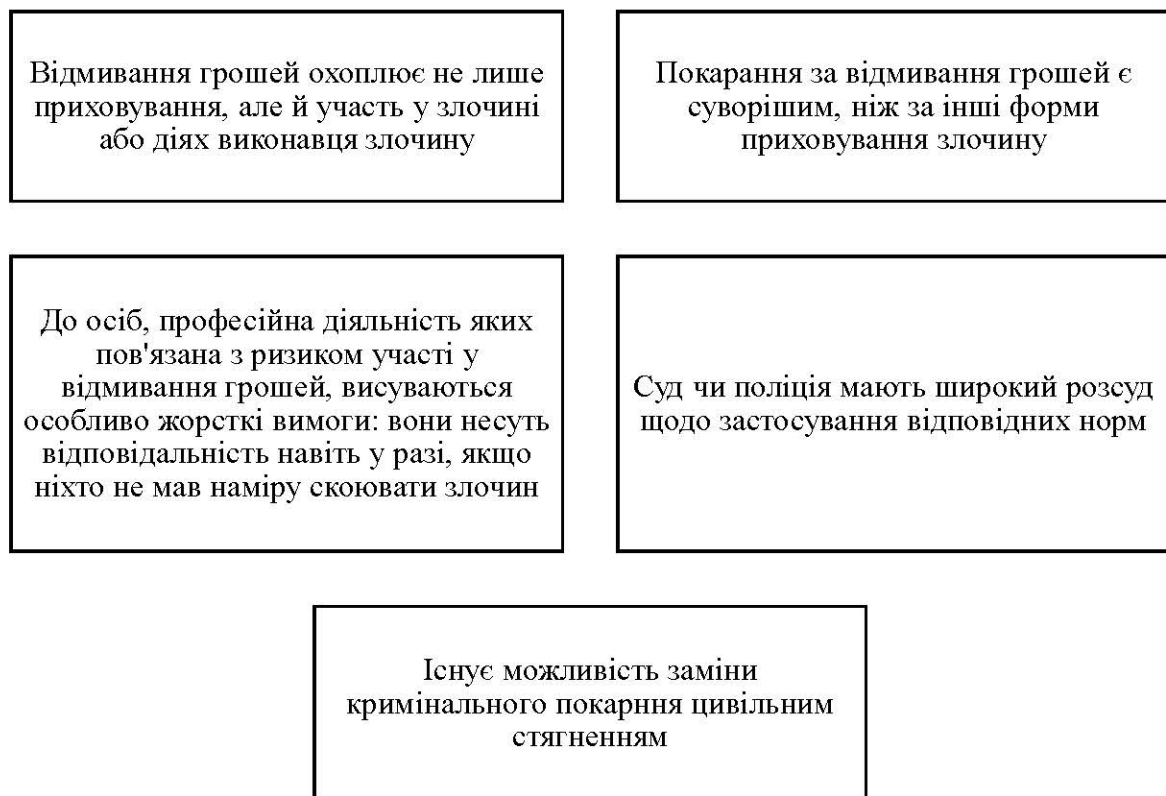 Відмивання грошей охоплює не лише
приховування, але й участь у злочині
або діях виконавця злочину
Покарання за відмивання грошей є
суворішим, ніж за інші форми
приховування злочину
До осіб, професійна діяльність яких
пов'язана з ризиком участі у
відмивання грошей, висуваються
особливо жорсткі вимоги: вони несуть
відповідальність навіть у разі, якщо
ніхто не мав наміру скоювати злочин
Суд чи поліція мають широкий розсуд
щодо застосування відповідних норм
Існує можливість заміни
кримінального покарння цивільним
стягненням